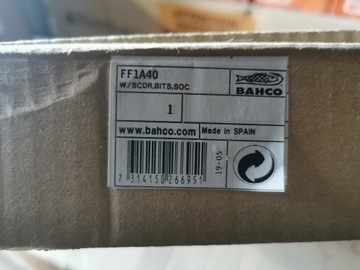 FF1A40
W/SCDR,BITS,SOC
BAHCO
1
www.bahco.com
Made in SPAIN
7 314150 266951
19-05